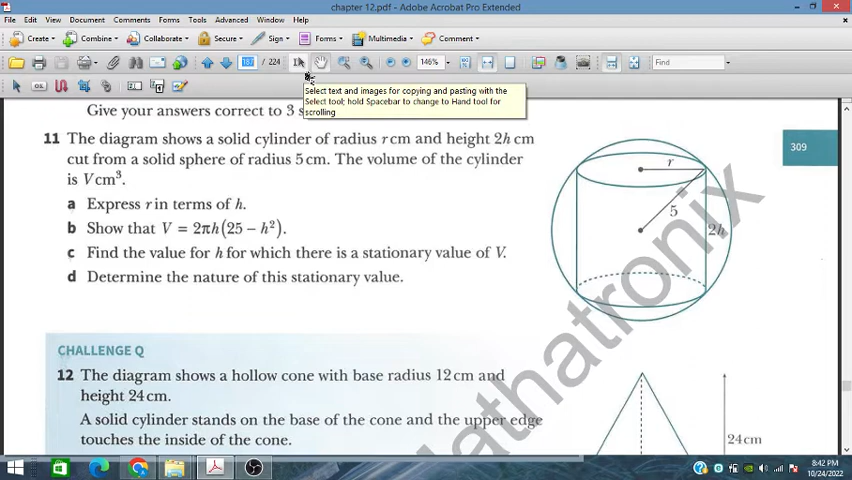 chapter 12.pdf - Adobe Acrobat Pro Extended
File Edit View Document Comments Forms Tools Advanced Window Help
Create Combine Collaborate Secure Sign Forms Multimedia Comment
187 / 224 146% Find
Select text and images for copying and pasting with the
Select tool; hold Spacebar to change to Hand tool for
scrolling
Give your answers correct to 3 s
11 The diagram shows a solid cylinder of radius r cm and height 2h cm
cut from a solid sphere of radius 5 cm. The volume of the cylinder
is V cm³.
a Express r in terms of h.
b Show that V = 2πh(25 − h²).
c Find the value for h for which there is a stationary value of V.
d Determine the nature of this stationary value.
309
r
5
2h
CHALLENGE Q
12 The diagram shows a hollow cone with base radius 12 cm and
height 24 cm.
A solid cylinder stands on the base of the cone and the upper edge
touches the inside of the cone.
24 cm
Mathatronix
8:42 PM
10/24/2022